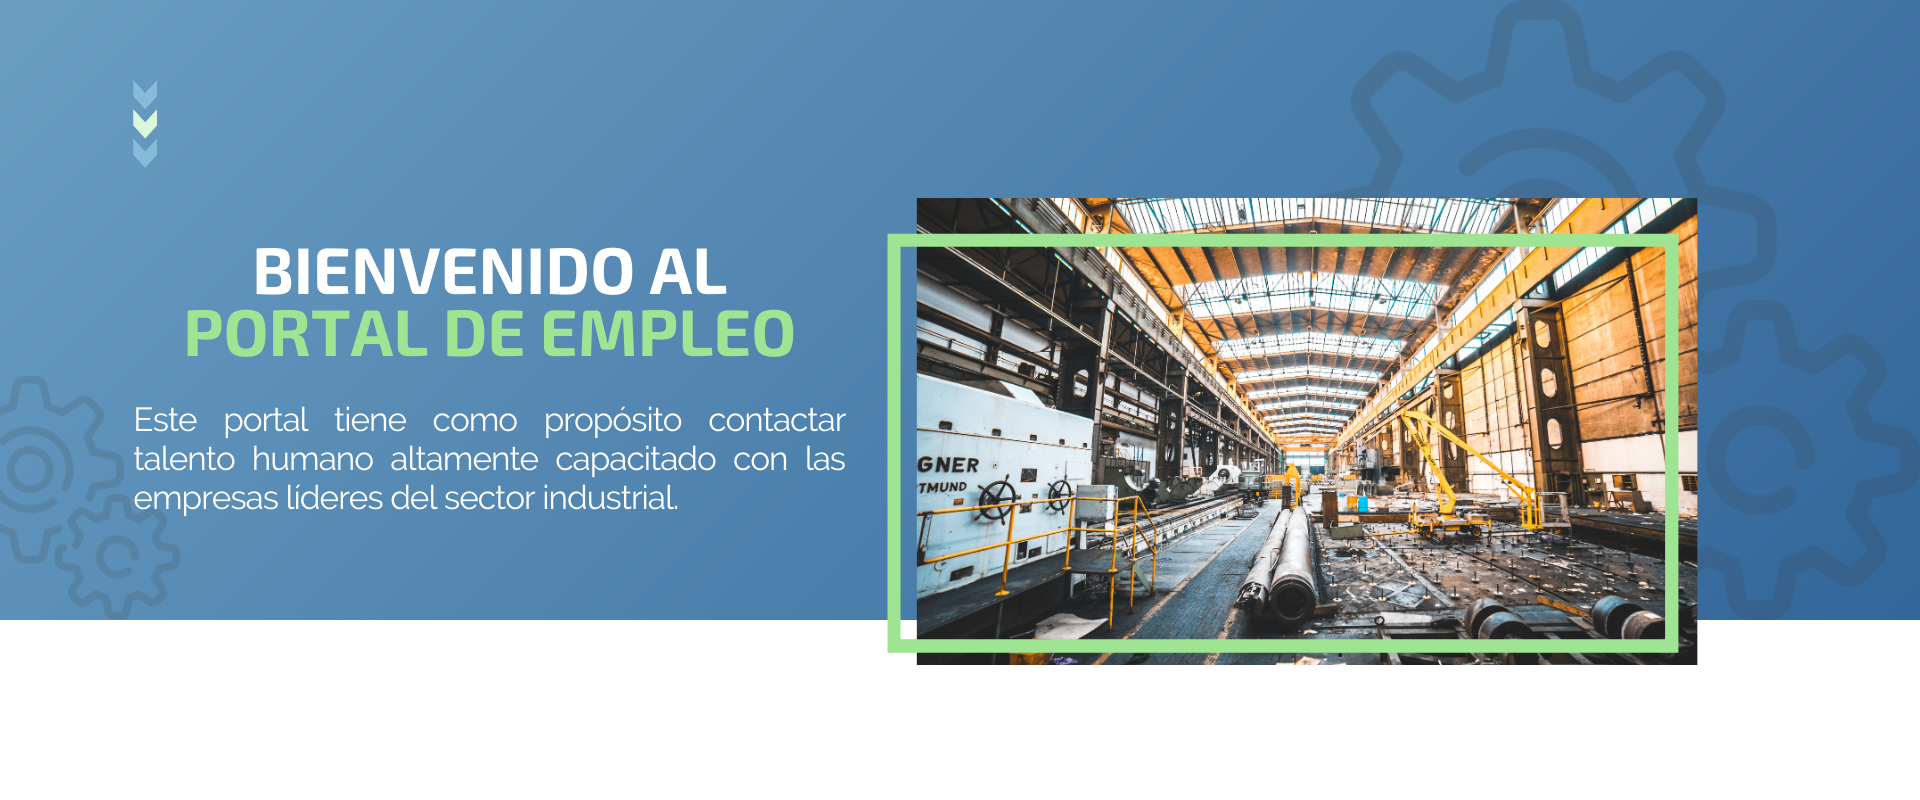 BIENVENIDO AL
PORTAL DE EMPLEO
Este portal tiene como propósito contactar
talento humano altamente capacitado con las
empresas líderes del sector industrial.
GNER
TMUND